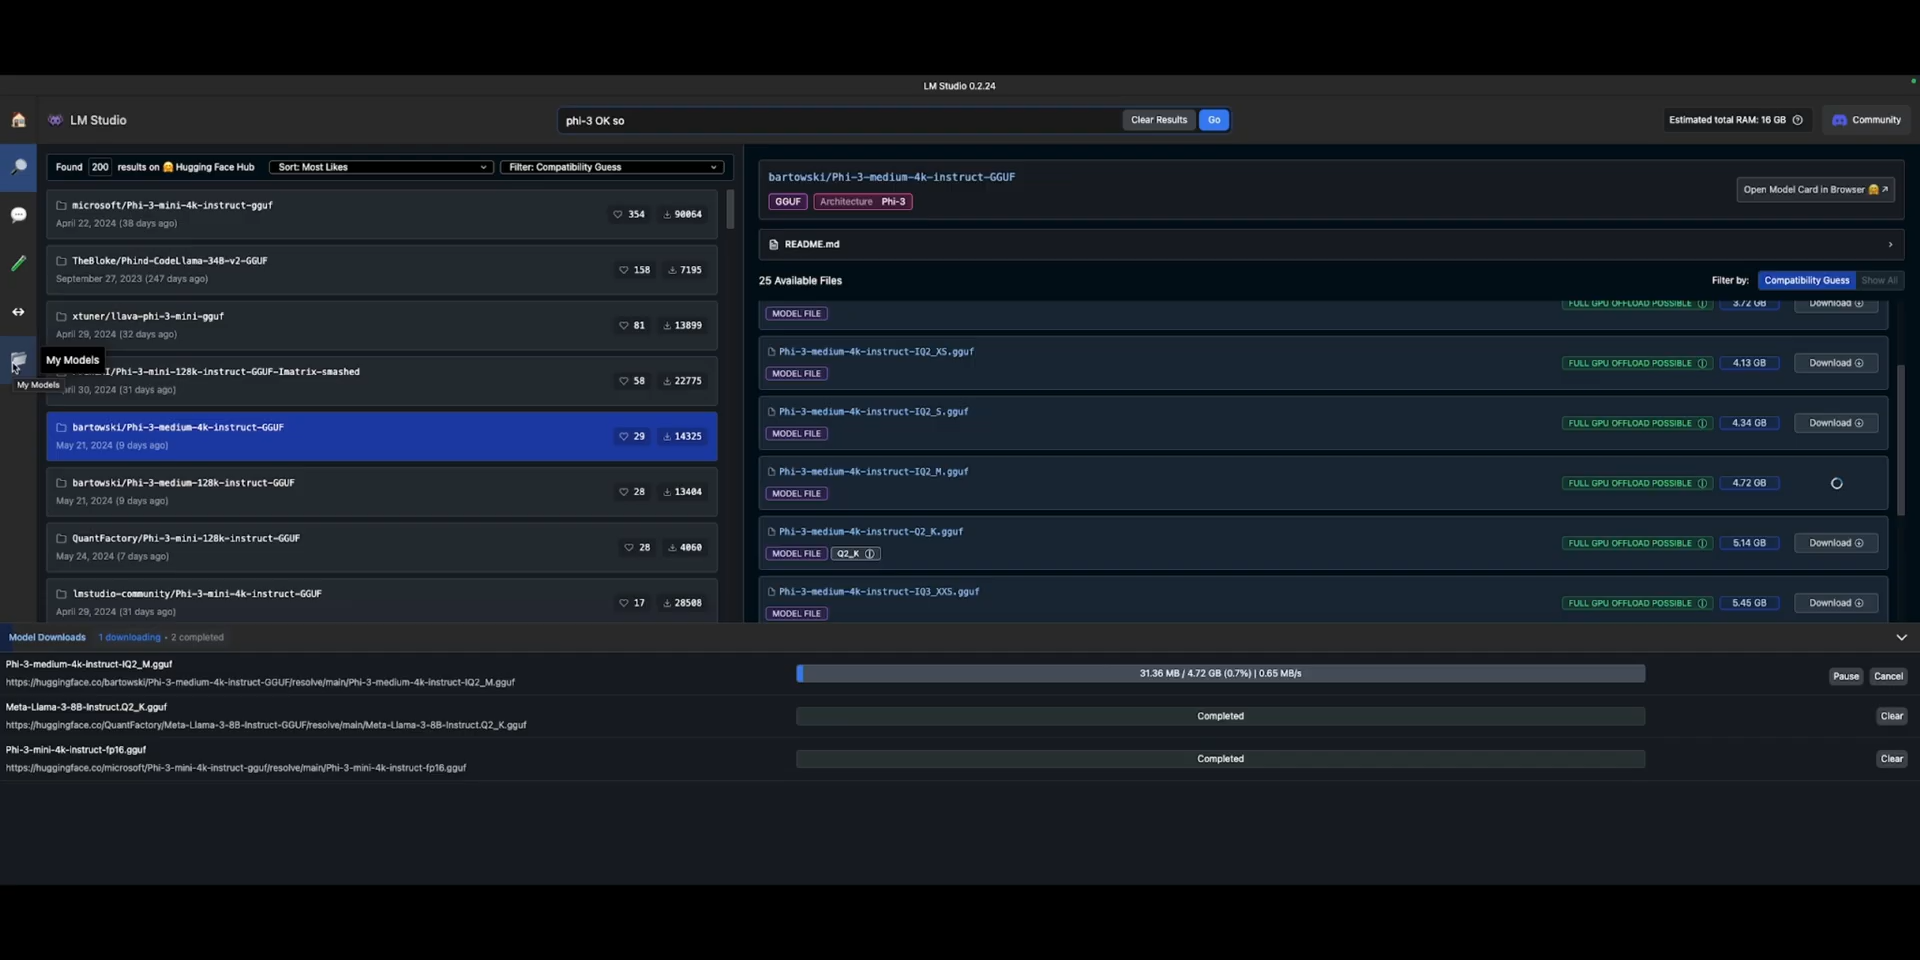 LM Studio 0.2.24
LM Studio
phi-3 OK so
Clear Results
Go
Estimated total RAM: 16 GB
Community
Found 200 results on 🤗 Hugging Face Hub
Sort: Most Likes
Filter: Compatibility Guess
microsoft/Phi-3-mini-4k-instruct-gguf
April 22, 2024 (38 days ago)
354
90064
TheBloke/Phind-CodeLlama-34B-v2-GGUF
September 27, 2023 (247 days ago)
158
7195
xtuner/llava-phi-3-mini-gguf
April 29, 2024 (32 days ago)
81
13899
My Models
/Phi-3-mini-128k-instruct-GGUF-Imatrix-smashed
My Models
30, 2024 (31 days ago)
58
22775
bartowski/Phi-3-medium-4k-instruct-GGUF
May 21, 2024 (9 days ago)
29
14325
bartowski/Phi-3-medium-128k-instruct-GGUF
May 21, 2024 (9 days ago)
28
13404
QuantFactory/Phi-3-mini-128k-instruct-GGUF
May 24, 2024 (7 days ago)
28
4060
lmstudio-community/Phi-3-mini-4k-instruct-GGUF
April 29, 2024 (31 days ago)
17
28508
bartowski/Phi-3-medium-4k-instruct-GGUF
GGUF
Architecture Phi-3
Open Model Card in Browser 🤗↗
README.md
25 Available Files
Filter by:
Compatibility Guess
Show All
MODEL FILE
FULL GPU OFFLOAD POSSIBLE
3.72 GB
Download
Phi-3-medium-4k-instruct-IQ2_XS.gguf
MODEL FILE
FULL GPU OFFLOAD POSSIBLE
4.13 GB
Download
Phi-3-medium-4k-instruct-IQ2_S.gguf
MODEL FILE
FULL GPU OFFLOAD POSSIBLE
4.34 GB
Download
Phi-3-medium-4k-instruct-IQ2_M.gguf
MODEL FILE
FULL GPU OFFLOAD POSSIBLE
4.72 GB
Phi-3-medium-4k-instruct-Q2_K.gguf
MODEL FILE
Q2_K
FULL GPU OFFLOAD POSSIBLE
5.14 GB
Download
Phi-3-medium-4k-instruct-IQ3_XXS.gguf
MODEL FILE
FULL GPU OFFLOAD POSSIBLE
5.45 GB
Download
Model Downloads 1 downloading • 2 completed
Phi-3-medium-4k-instruct-IQ2_M.gguf
https://huggingface.co/bartowski/Phi-3-medium-4k-instruct-GGUF/resolve/main/Phi-3-medium-4k-instruct-IQ2_M.gguf
31.36 MB / 4.72 GB (0.7%) | 0.65 MB/s
Pause
Cancel
Meta-Llama-3-8B-Instruct.Q2_K.gguf
https://huggingface.co/QuantFactory/Meta-Llama-3-8B-Instruct-GGUF/resolve/main/Meta-Llama-3-8B-Instruct.Q2_K.gguf
Completed
Clear
Phi-3-mini-4k-instruct-fp16.gguf
https://huggingface.co/microsoft/Phi-3-mini-4k-instruct-gguf/resolve/main/Phi-3-mini-4k-instruct-fp16.gguf
Completed
Clear